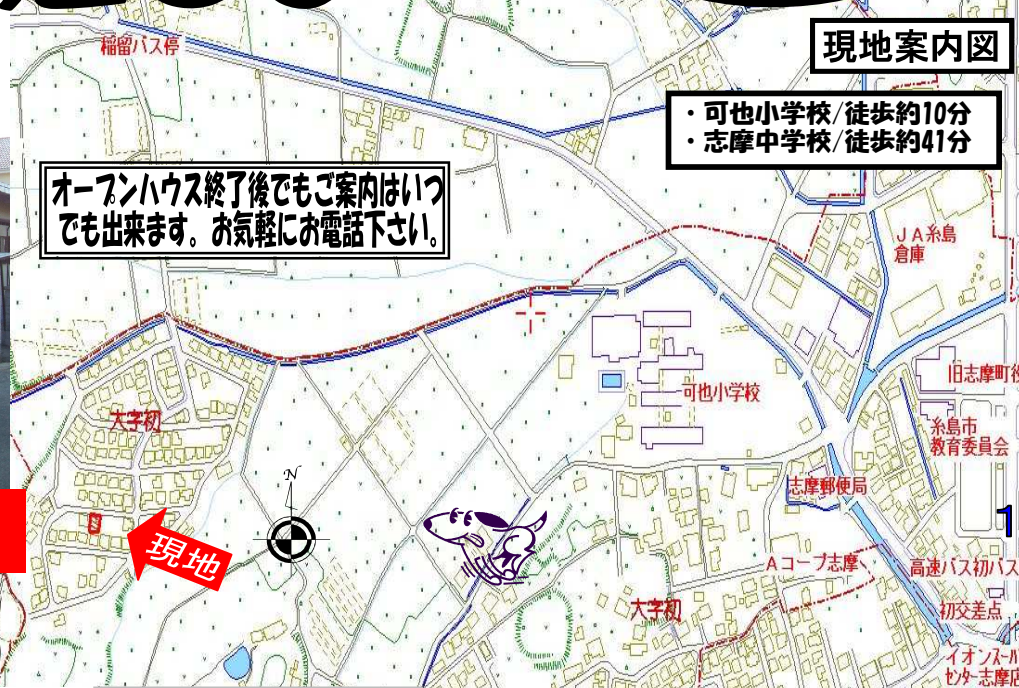 現地案内図
・可也小学校/徒歩約10分
・志摩中学校/徒歩約41分
稲留バス停
オープンハウス終了後でもご案内はいつ
でも出来ます。お気軽にお電話下さい。
JA糸島
倉庫
旧志摩町役
可也小学校
大字初
糸島市
教育委員会
志摩郵便局
N
1
現地
Aコープ志摩
高速バス初バス
大字初
初交差点
イオンスーパー
センター志摩店